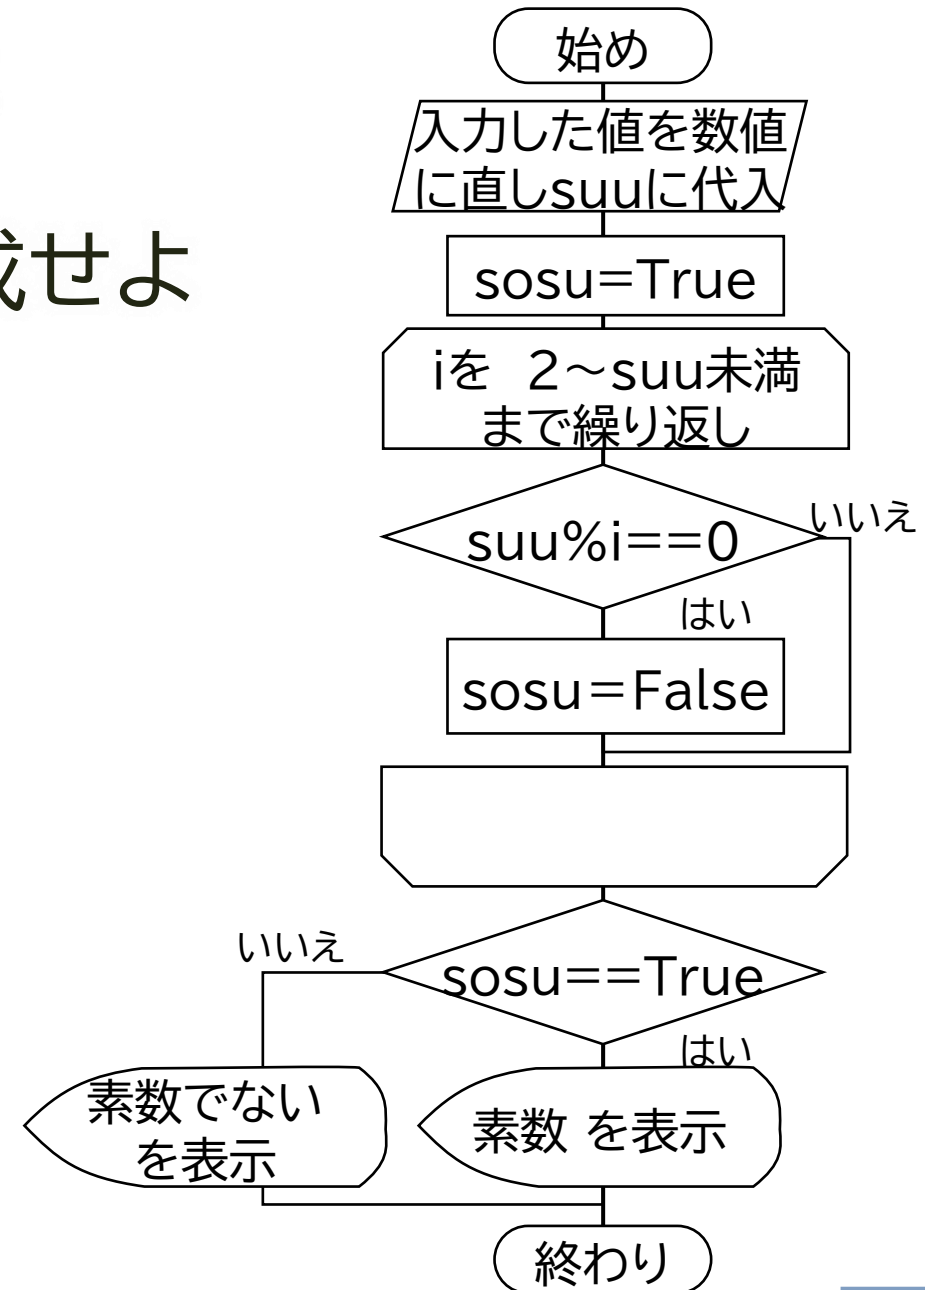 せよ
始め
入力した値を数値
に直しsuuに代入
sosu=True
iを 2～suu未満
まで繰り返し
suu%i==0
いいえ
はい
sosu=False
いいえ
sosu==True
はい
素数でない
を表示
素数 を表示
終わり